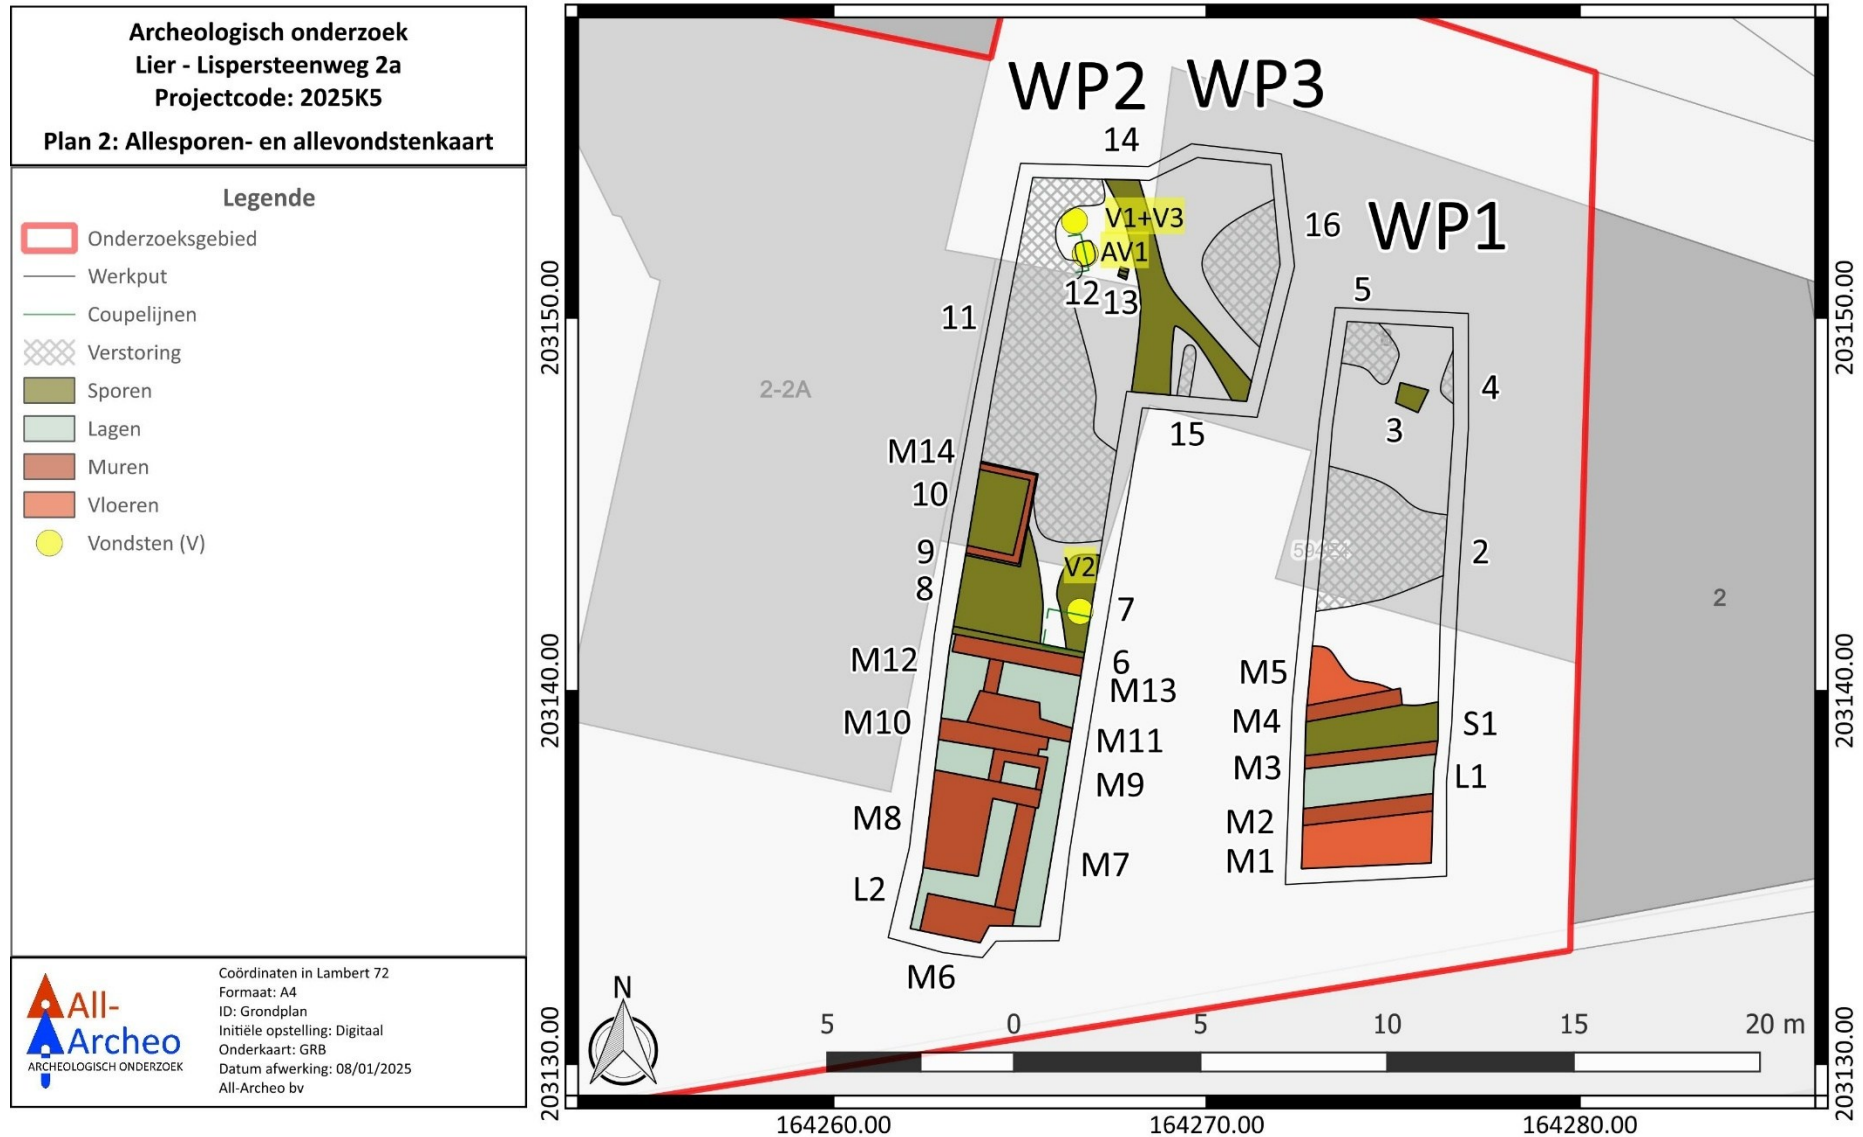 Archeologisch onderzoek
Lier - Lispersteenweg 2a
Projectcode: 2025K5
Plan 2: Allesporen- en allevondstenkaart
Legende
Onderzoeksgebied
Werkput
Coupelijnen
Verstoring
Sporen
Lagen
Muren
Vloeren
Vondsten (V)
All-
Archeo
ARCHEOLOGISCH ONDERZOEK
Coördinaten in Lambert 72
Formaat: A4
ID: Grondplan
Initiële opstelling: Digitaal
Onderkaart: GRB
Datum afwerking: 08/01/2025
All-Archeo bv
WP2 WP3
14
V1+V3
16
WP1
AV1
12
13
5
11
203150.00
203150.00
2-2A
4
3
15
M14
10
9
2
8
V2
7
2
M12
6
M13
M5
203140.00
203140.00
M10
M11
M4
S1
M9
M3
L1
M8
M2
M7
M1
L2
M6
N
5 0 5 10 15 20 m
203130.00
203130.00
164260.00 164270.00 164280.00